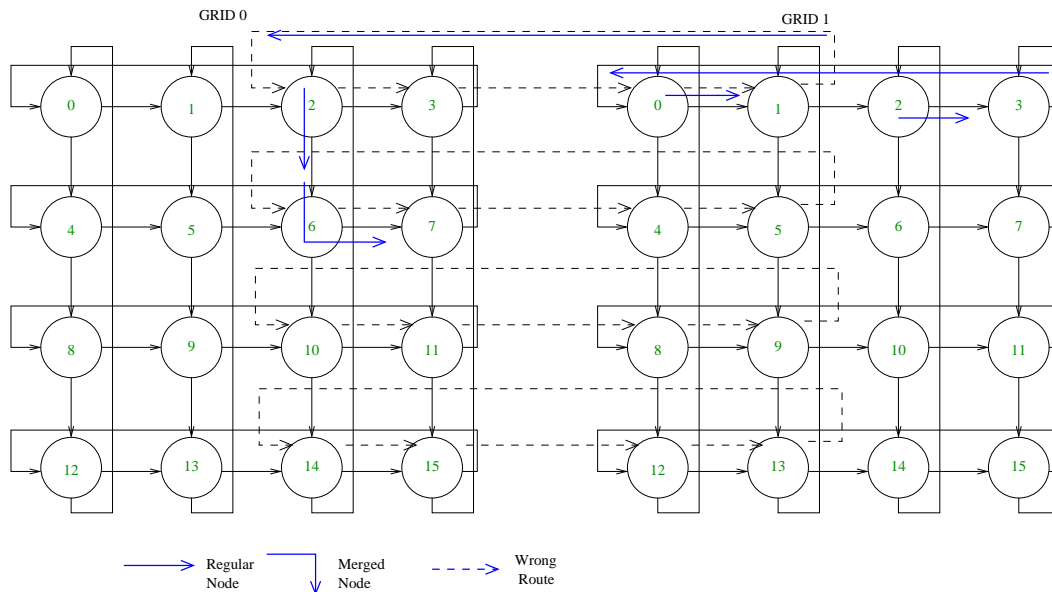 GRID 0
GRID 1
0 1 2 3 0 1 2 3
4 5 6 7 4 5 6 7
8 9 10 11 8 9 10 11
12 13 14 15 12 13 14 15
Regular Merged Wrong
Node Node Route